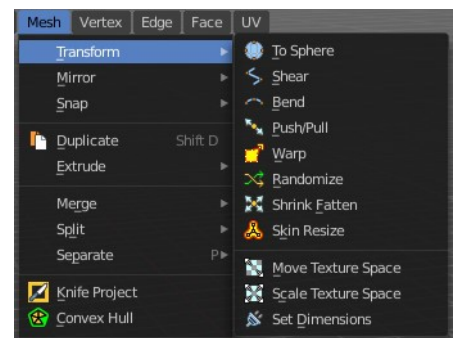 Mesh Vertex Edge Face UV
Transform
Mirror
Snap
Duplicate Shift D
Extrude
Merge
Split
Separate P
Knife Project
Convex Hull
To Sphere
Shear
Bend
Push/Pull
Warp
Randomize
Shrink Fatten
Skin Resize
Move Texture Space
Scale Texture Space
Set Dimensions